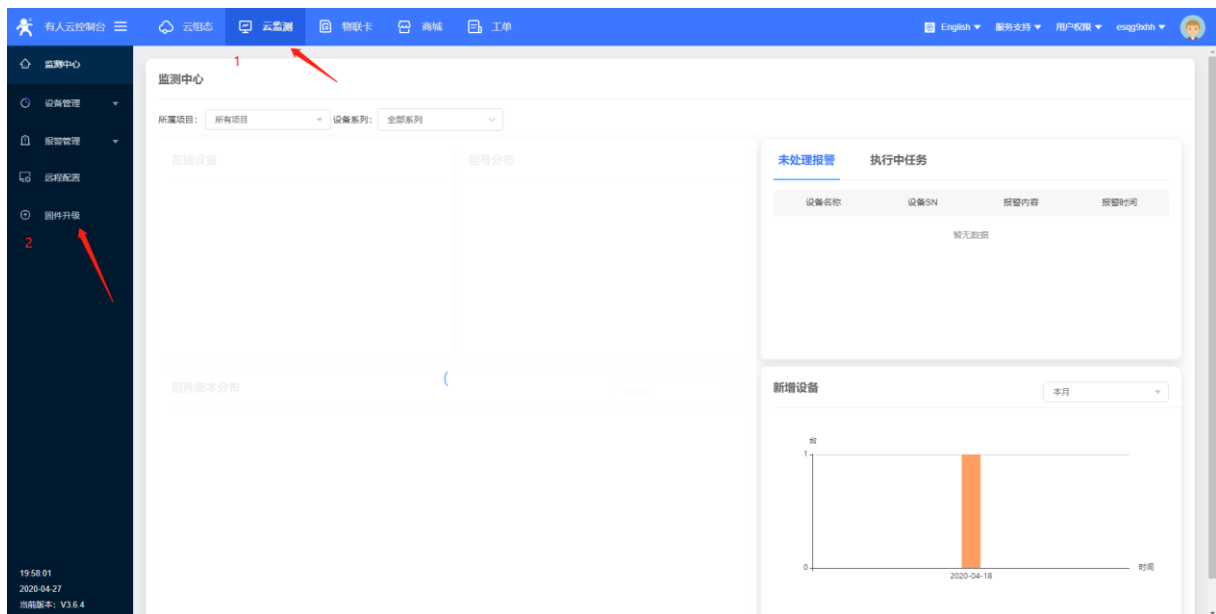 有人云控制台 云组态 云监测 物联卡 商城 工单 English 服务支持 用户权限 esqg9xhh
监测中心
设备管理
报警管理
远程配置
固件升级
1
2
监测中心
所属项目： 所有项目 设备系列： 全部系列
在线设备 型号分布
未处理报警 执行中任务
设备名称 设备SN 报警内容 报警时间
暂无数据
固件版本分布
新增设备 本月
台
1
0
2020-04-18
时间
19:58:01
2020-04-27
当前版本：V3.6.4